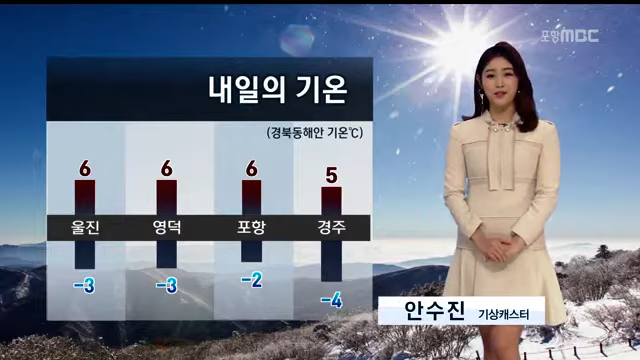 포항MBC
내일의 기온
(경북동해안 기온℃)
6 6 6 5
울진 영덕 포항 경주
-3 -3 -2 -4
안수진 기상캐스터